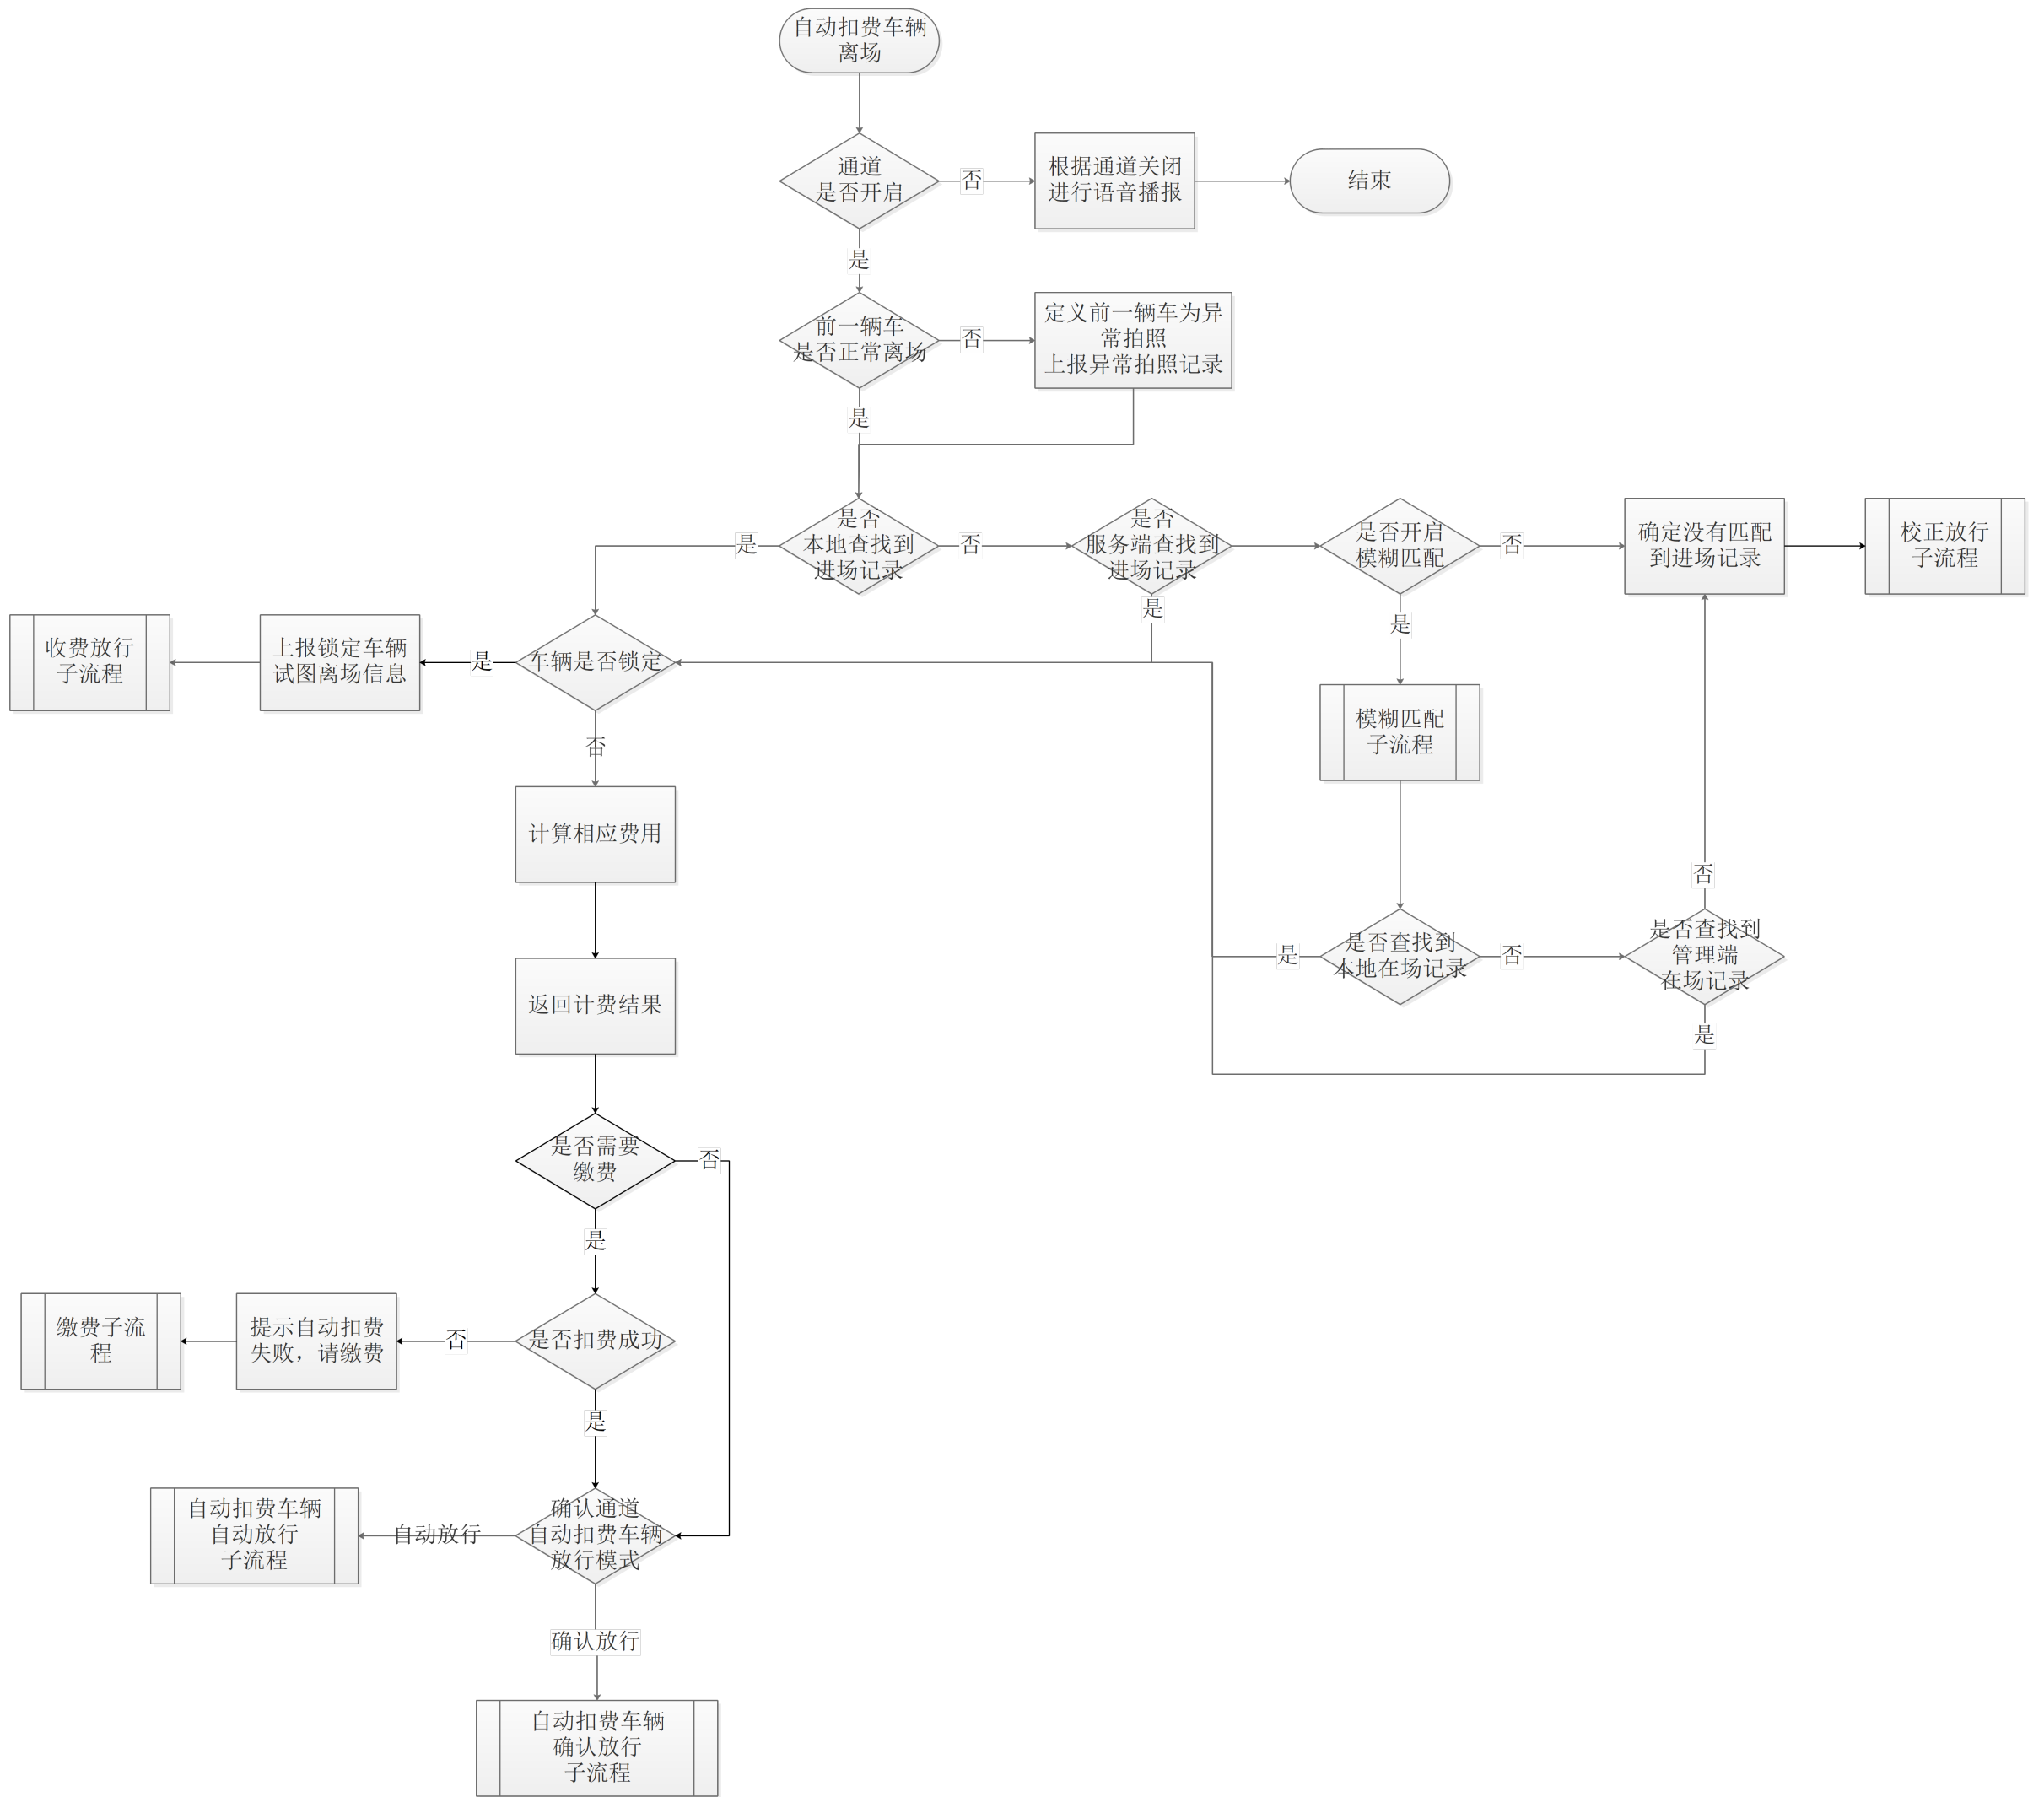 自动扣费车辆
离场
通道
是否开启
否
根据通道关闭
进行语音播报
结束
是
前一辆车
是否正常离场
否
定义前一辆车为异
常拍照
上报异常拍照记录
是
是
是否
本地查找到
进场记录
否
是否
服务端查找到
进场记录
是否开启
模糊匹配
否
确定没有匹配
到进场记录
校正放行
子流程
是
是
收费放行
子流程
上报锁定车辆
试图离场信息
是
车辆是否锁定
模糊匹配
子流程
否
计算相应费用
否
是
是否查找到
本地在场记录
否
是否查找到
管理端
在场记录
返回计费结果
是
是否需要
缴费
否
是
缴费子流
程
提示自动扣费
失败，请缴费
否
是否扣费成功
是
自动扣费车辆
自动放行
子流程
自动放行
确认通道
自动扣费车辆
放行模式
确认放行
自动扣费车辆
确认放行
子流程